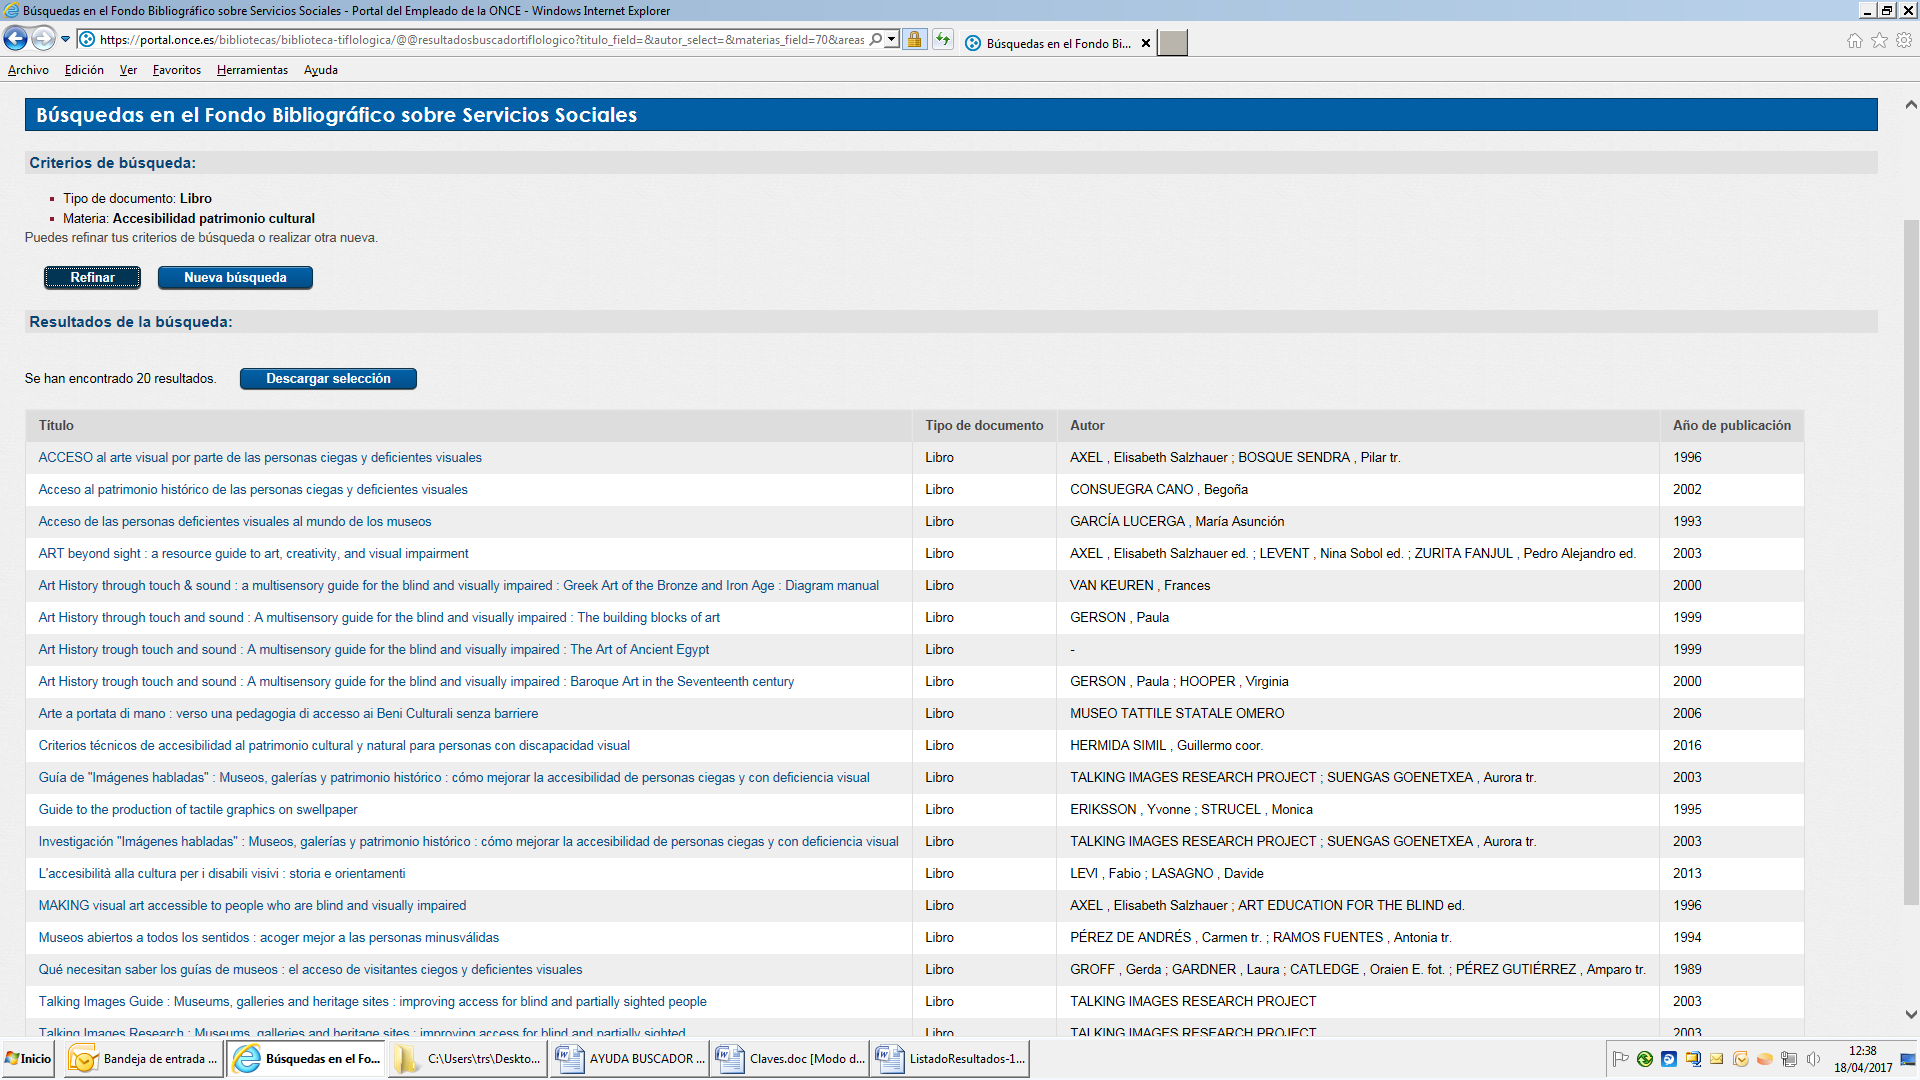 Búsquedas en el Fondo Bibliográfico sobre Servicios Sociales - Portal del Empleado de la ONCE - Windows Internet Explorer
https://portal.once.es/bibliotecas/biblioteca-tiflologica/@@resultadosbuscadortiflologico?titulo_field=&autor_select=&materias_field=70&areas
Búsquedas en el Fondo Bi...
Archivo Edición Ver Favoritos Herramientas Ayuda
Búsquedas en el Fondo Bibliográfico sobre Servicios Sociales
Criterios de búsqueda:
Tipo de documento: Libro
Materia: Accesibilidad patrimonio cultural
Puedes refinar tus criterios de búsqueda o realizar otra nueva.
Refinar Nueva búsqueda
Resultados de la búsqueda:
Se han encontrado 20 resultados. Descargar selección
Título Tipo de documento Autor Año de publicación
ACCESO al arte visual por parte de las personas ciegas y deficientes visuales Libro AXEL , Elisabeth Salzhauer ; BOSQUE SENDRA , Pilar tr. 1996
Acceso al patrimonio histórico de las personas ciegas y deficientes visuales Libro CONSUEGRA CANO , Begoña 2002
Acceso de las personas deficientes visuales al mundo de los museos Libro GARCÍA LUCERGA , María Asunción 1993
ART beyond sight : a resource guide to art, creativity, and visual impairment Libro AXEL , Elisabeth Salzhauer ed. ; LEVENT , Nina Sobol ed. ; ZURITA FANJUL , Pedro Alejandro ed. 2003
Art History through touch & sound : a multisensory guide for the blind and visually impaired : Greek Art of the Bronze and Iron Age : Diagram manual Libro VAN KEUREN , Frances 2000
Art History through touch and sound : A multisensory guide for the blind and visually impaired : The building blocks of art Libro GERSON , Paula 1999
Art History trough touch and sound : A multisensory guide for the blind and visually impaired : The Art of Ancient Egypt Libro - 1999
Art History trough touch and sound : A multisensory guide for the blind and visually impaired : Baroque Art in the Seventeenth century Libro GERSON , Paula ; HOOPER , Virginia 2000
Arte a portata di mano : verso una pedagogia di accesso ai Beni Culturali senza barriere Libro MUSEO TATTILE STATALE OMERO 2006
Criterios técnicos de accesibilidad al patrimonio cultural y natural para personas con discapacidad visual Libro HERMIDA SIMIL , Guillermo coor. 2016
Guía de "Imágenes habladas" : Museos, galerías y patrimonio histórico : cómo mejorar la accesibilidad de personas ciegas y con deficiencia visual Libro TALKING IMAGES RESEARCH PROJECT ; SUENGAS GOENETXEA , Aurora tr. 2003
Guide to the production of tactile graphics on swellpaper Libro ERIKSSON , Yvonne ; STRUCEL , Monica 1995
Investigación "Imágenes habladas" : Museos, galerías y patrimonio histórico : cómo mejorar la accesibilidad de personas ciegas y con deficiencia visual Libro TALKING IMAGES RESEARCH PROJECT ; SUENGAS GOENETXEA , Aurora tr. 2003
L'accesibilità alla cultura per i disabili visivi : storia e orientamenti Libro LEVI , Fabio ; LASAGNO , Davide 2013
MAKING visual art accessible to people who are blind and visually impaired Libro AXEL , Elisabeth Salzhauer ; ART EDUCATION FOR THE BLIND ed. 1996
Museos abiertos a todos los sentidos : acoger mejor a las personas minusválidas Libro PÉREZ DE ANDRÉS , Carmen tr. ; RAMOS FUENTES , Antonia tr. 1994
Qué necesitan saber los guías de museos : el acceso de visitantes ciegos y deficientes visuales Libro GROFF , Gerda ; GARDNER , Laura ; CATLEDGE , Oraien E. fot. ; PÉREZ GUTIÉRREZ , Amparo tr. 1989
Talking Images Guide : Museums, galleries and heritage sites : improving access for blind and partially sighted people Libro TALKING IMAGES RESEARCH PROJECT 2003
Talking Images Research : Museums, galleries and heritage sites : improving access for blind and partially sighted Libro TALKING IMAGES RESEARCH PROJECT 2003
Inicio Bandeja de entrada ... Búsquedas en el Fo... C:\Users\trs\Deskto... AYUDA BUSCADOR ... Claves.doc [Modo d... ListadoResultados-1... 12:38
18/04/2017